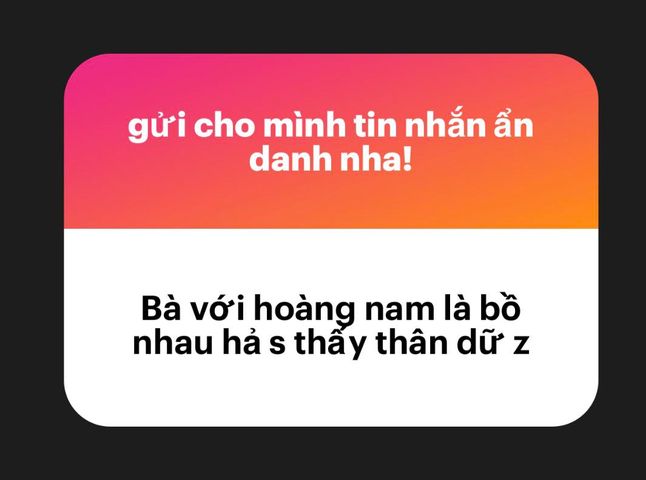 gửi cho mình tin nhắn ẩn
danh nha!
Bà với hoàng nam là bồ
nhau hả s thấy thân dữ z